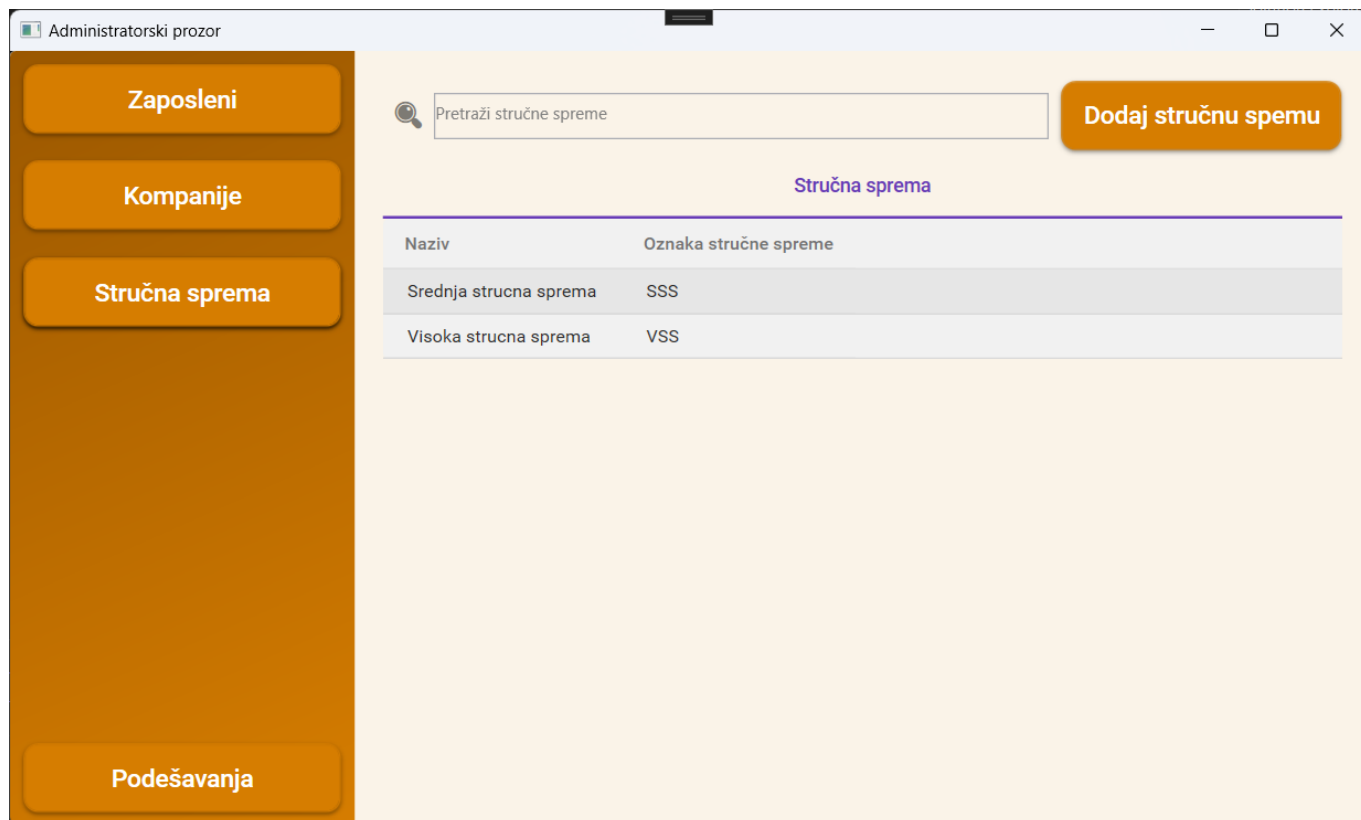 Administratorski prozor
Zaposleni
Kompanije
Stručna sprema
Podešavanja
Pretraži stručne spreme
Dodaj stručnu spemu
Stručna sprema
Naziv Oznaka stručne spreme
Srednja strucna sprema SSS
Visoka strucna sprema VSS